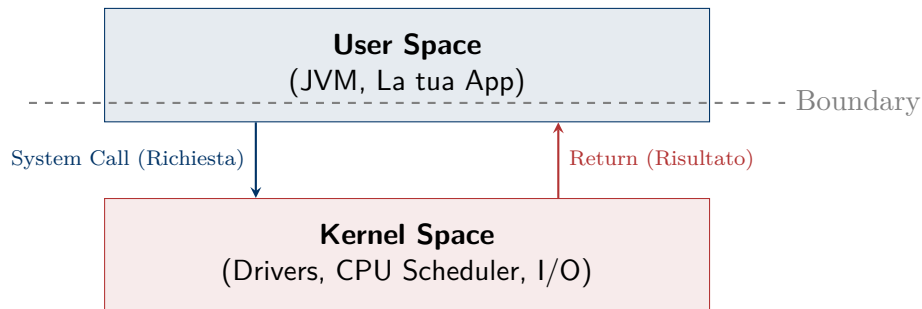 User Space
(JVM, La tua App)
Boundary
System Call (Richiesta)
Return (Risultato)
Kernel Space
(Drivers, CPU Scheduler, I/O)